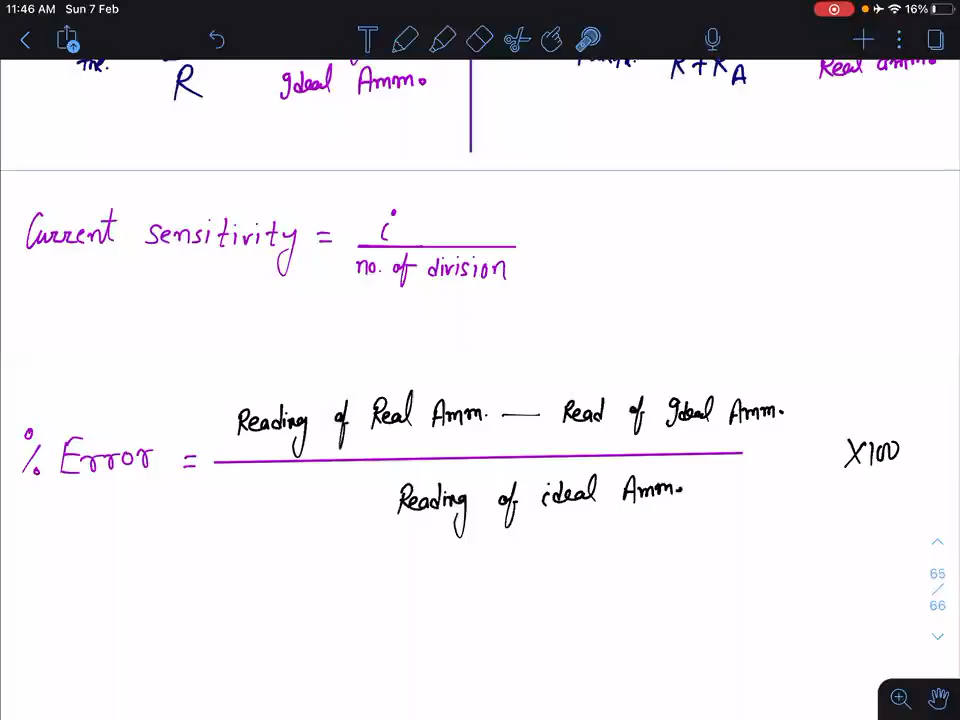 11:46 AM Sun 7 Feb 16%
R Ideal Amm.
R + R_A Real amm.
Current sensitivity = i / no. of division
Reading of Real Amm. — Read of Ideal Amm.
% Error = X100
Reading of ideal Amm.
65
/
66